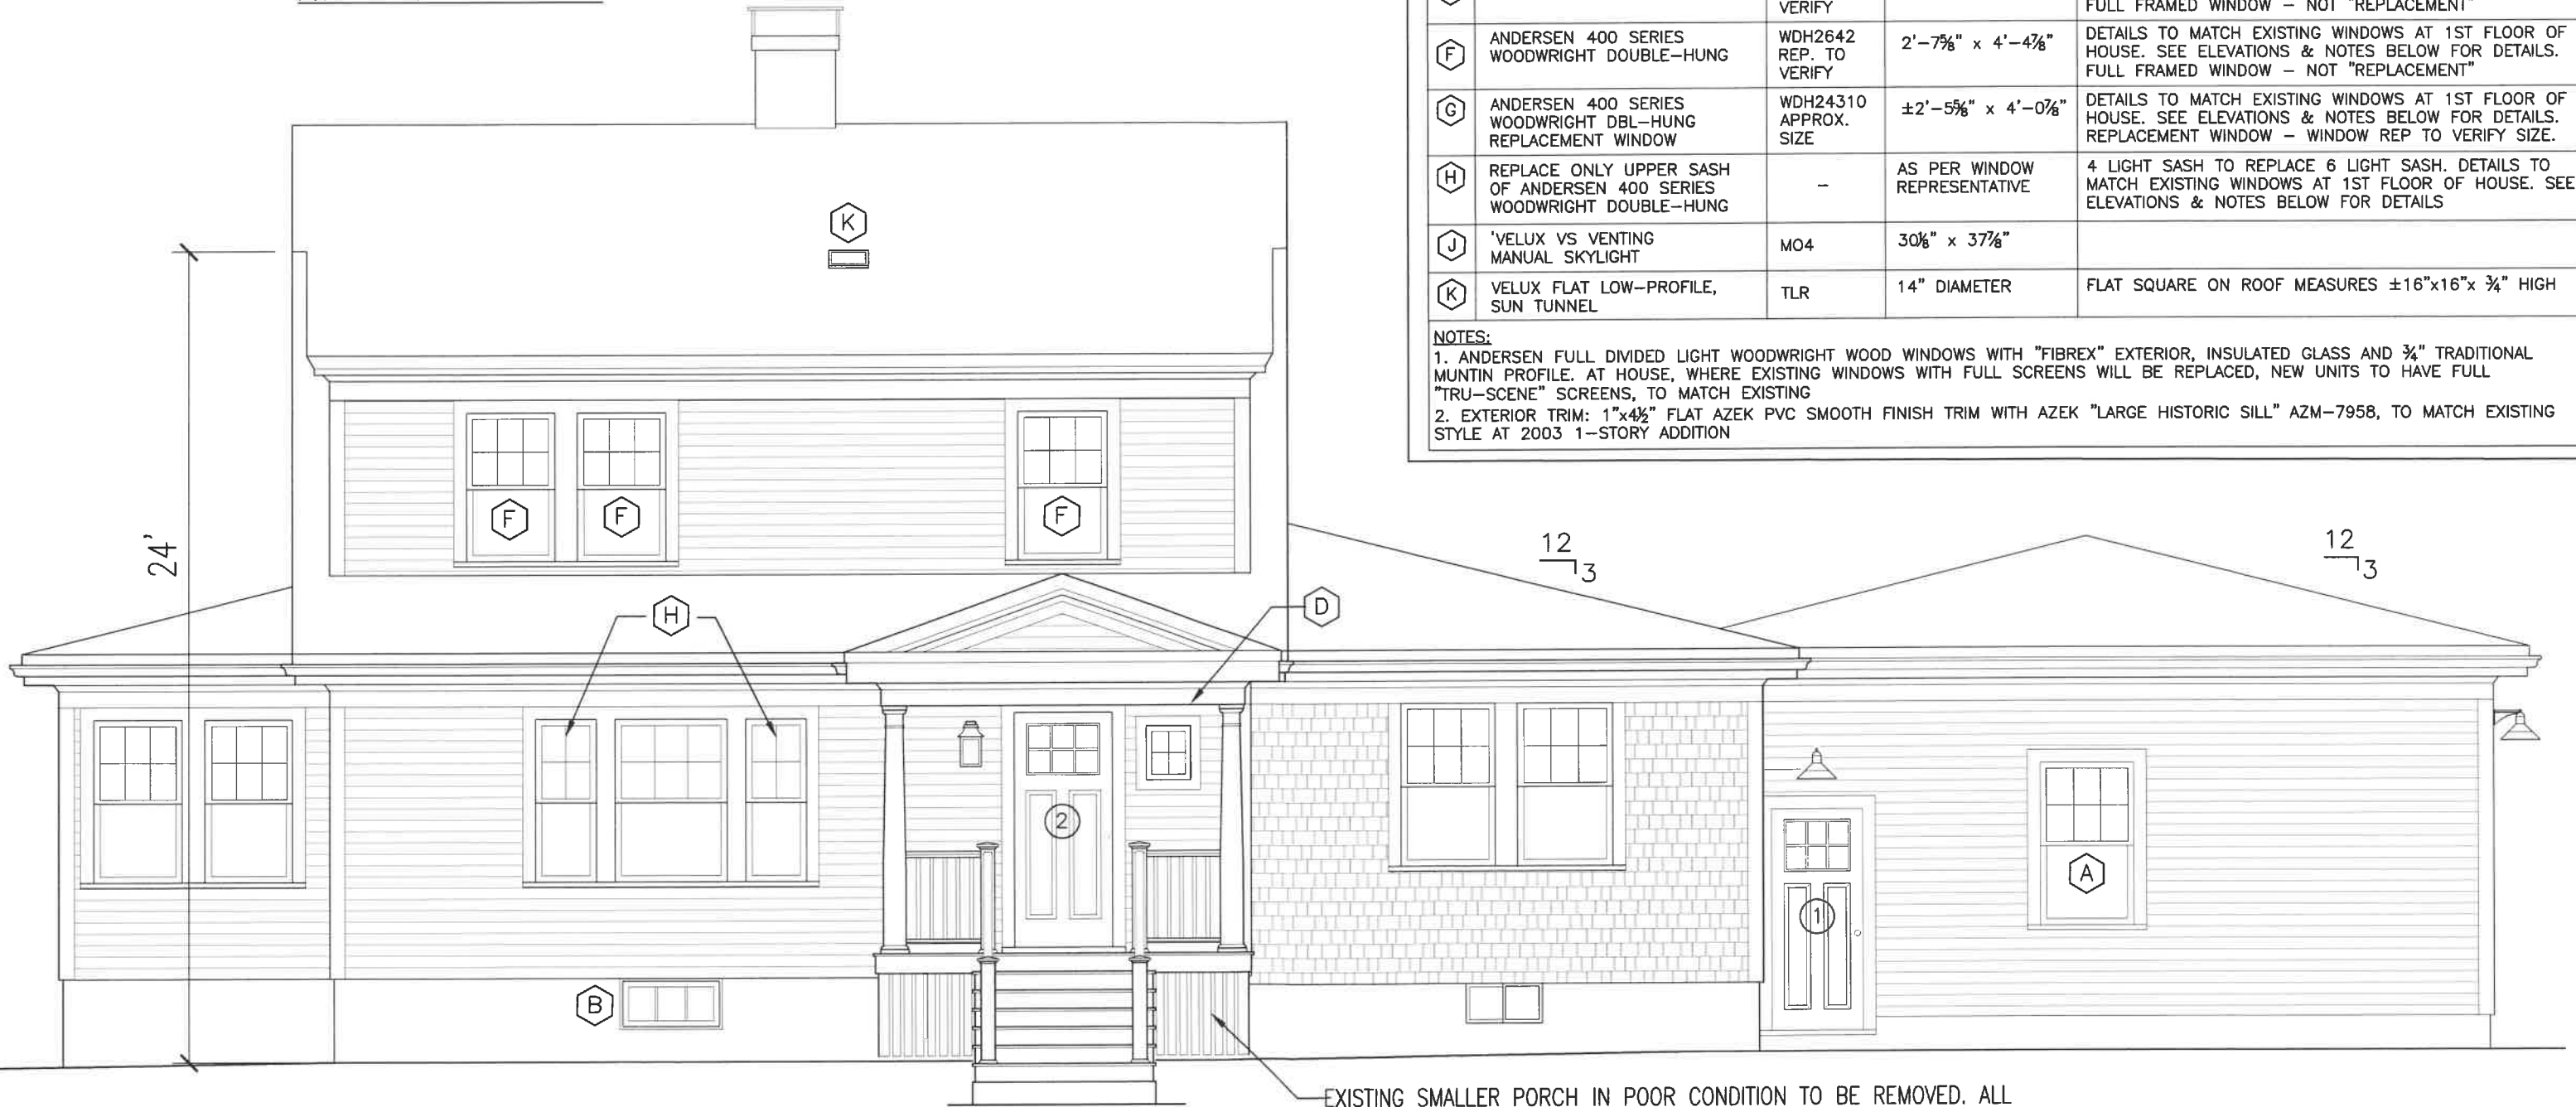 VERIFY
FULL FRAMED WINDOW – NOT "REPLACEMENT"
F
ANDERSEN 400 SERIES
WOODWRIGHT DOUBLE–HUNG
WDH2642
REP. TO
VERIFY
2'–7⅝" x 4'–4⅞"
DETAILS TO MATCH EXISTING WINDOWS AT 1ST FLOOR OF
HOUSE. SEE ELEVATIONS & NOTES BELOW FOR DETAILS.
FULL FRAMED WINDOW – NOT "REPLACEMENT"
G
ANDERSEN 400 SERIES
WOODWRIGHT DBL–HUNG
REPLACEMENT WINDOW
WDH24310
APPROX.
SIZE
±2'–5⅝" x 4'–0⅞"
DETAILS TO MATCH EXISTING WINDOWS AT 1ST FLOOR OF
HOUSE. SEE ELEVATIONS & NOTES BELOW FOR DETAILS.
REPLACEMENT WINDOW – WINDOW REP TO VERIFY SIZE.
H
REPLACE ONLY UPPER SASH
OF ANDERSEN 400 SERIES
WOODWRIGHT DOUBLE–HUNG
–
AS PER WINDOW
REPRESENTATIVE
4 LIGHT SASH TO REPLACE 6 LIGHT SASH. DETAILS TO
MATCH EXISTING WINDOWS AT 1ST FLOOR OF HOUSE. SEE
ELEVATIONS & NOTES BELOW FOR DETAILS
J
'VELUX VS VENTING
MANUAL SKYLIGHT
MO4
30⅛" x 37⅞"
K
VELUX FLAT LOW–PROFILE,
SUN TUNNEL
TLR
14" DIAMETER
FLAT SQUARE ON ROOF MEASURES ±16"x16"x ¾" HIGH
NOTES:
1. ANDERSEN FULL DIVIDED LIGHT WOODWRIGHT WOOD WINDOWS WITH "FIBREX" EXTERIOR, INSULATED GLASS AND ¾" TRADITIONAL
MUNTIN PROFILE. AT HOUSE, WHERE EXISTING WINDOWS WITH FULL SCREENS WILL BE REPLACED, NEW UNITS TO HAVE FULL
"TRU–SCENE" SCREENS, TO MATCH EXISTING
2. EXTERIOR TRIM: 1"x4½" FLAT AZEK PVC SMOOTH FINISH TRIM WITH AZEK "LARGE HISTORIC SILL" AZM–7958, TO MATCH EXISTING
STYLE AT 2003 1–STORY ADDITION
K
24'
F
F
F
12
3
12
3
H
D
2
A
1
B
EXISTING SMALLER PORCH IN POOR CONDITION TO BE REMOVED. ALL